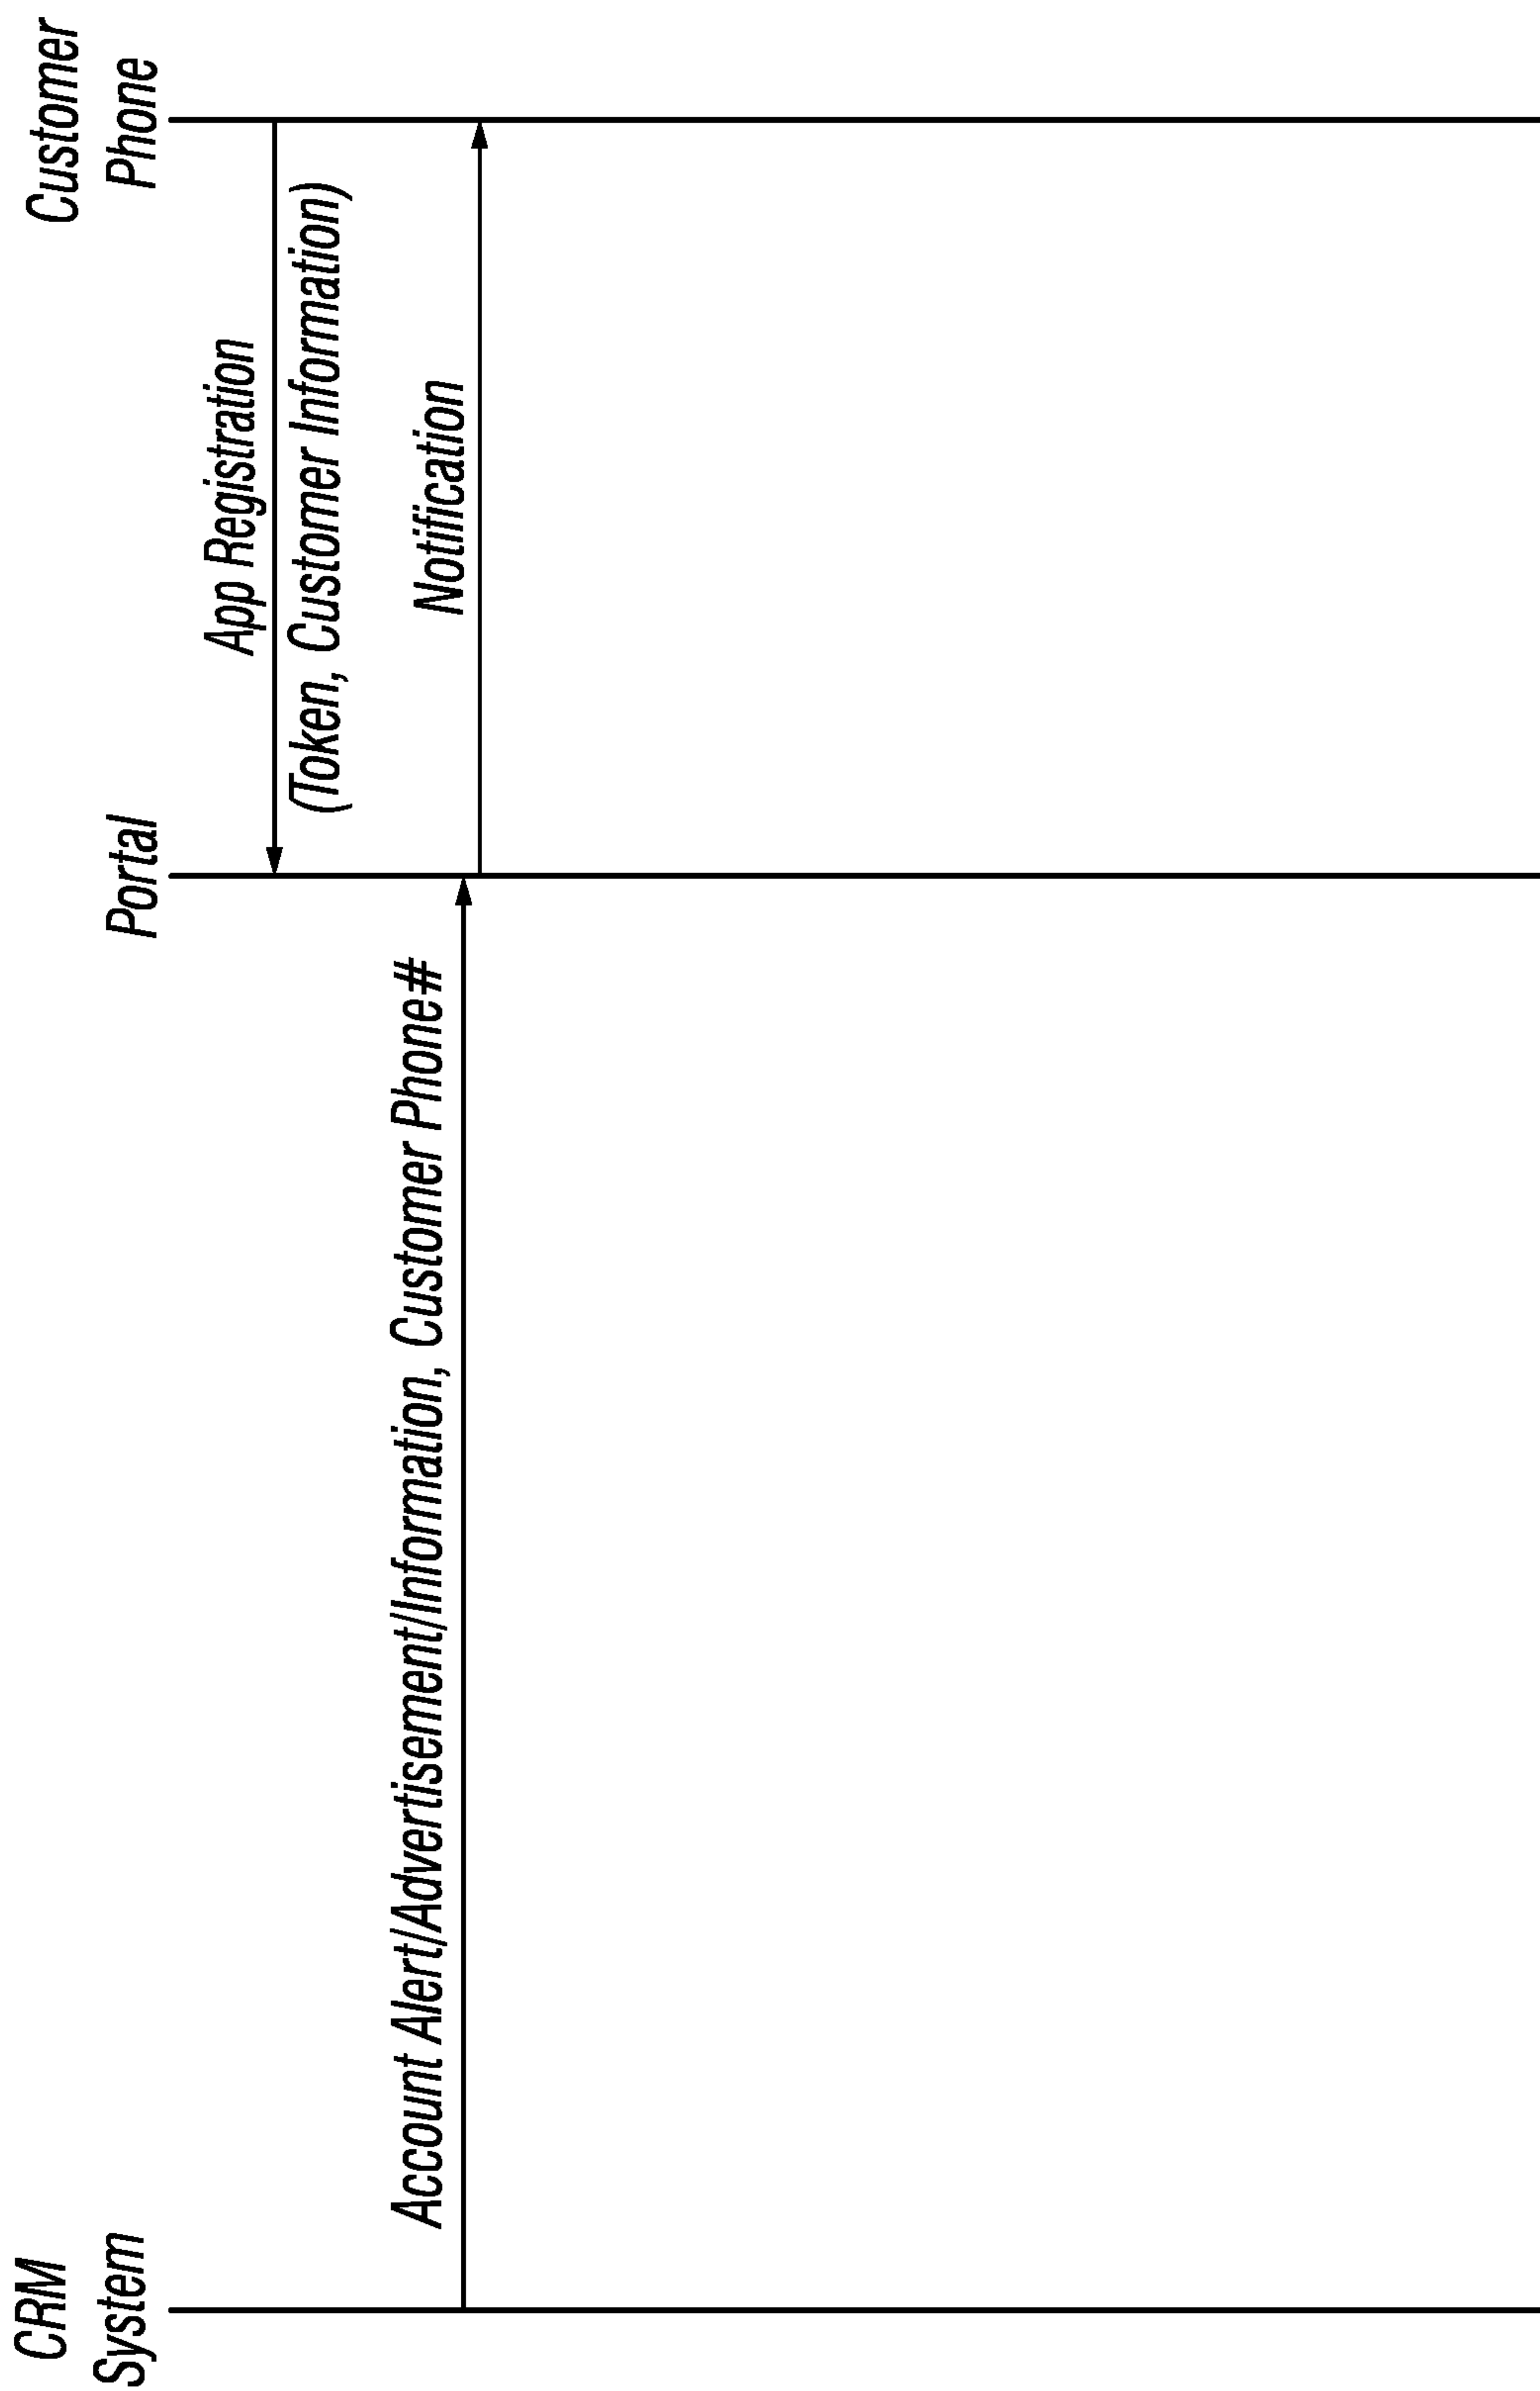 CRM
System
Portal
Customer
Phone
App Registration
(Token, Customer Information)
Account Alert/Advertisement/Information, Customer Phone#
Notification